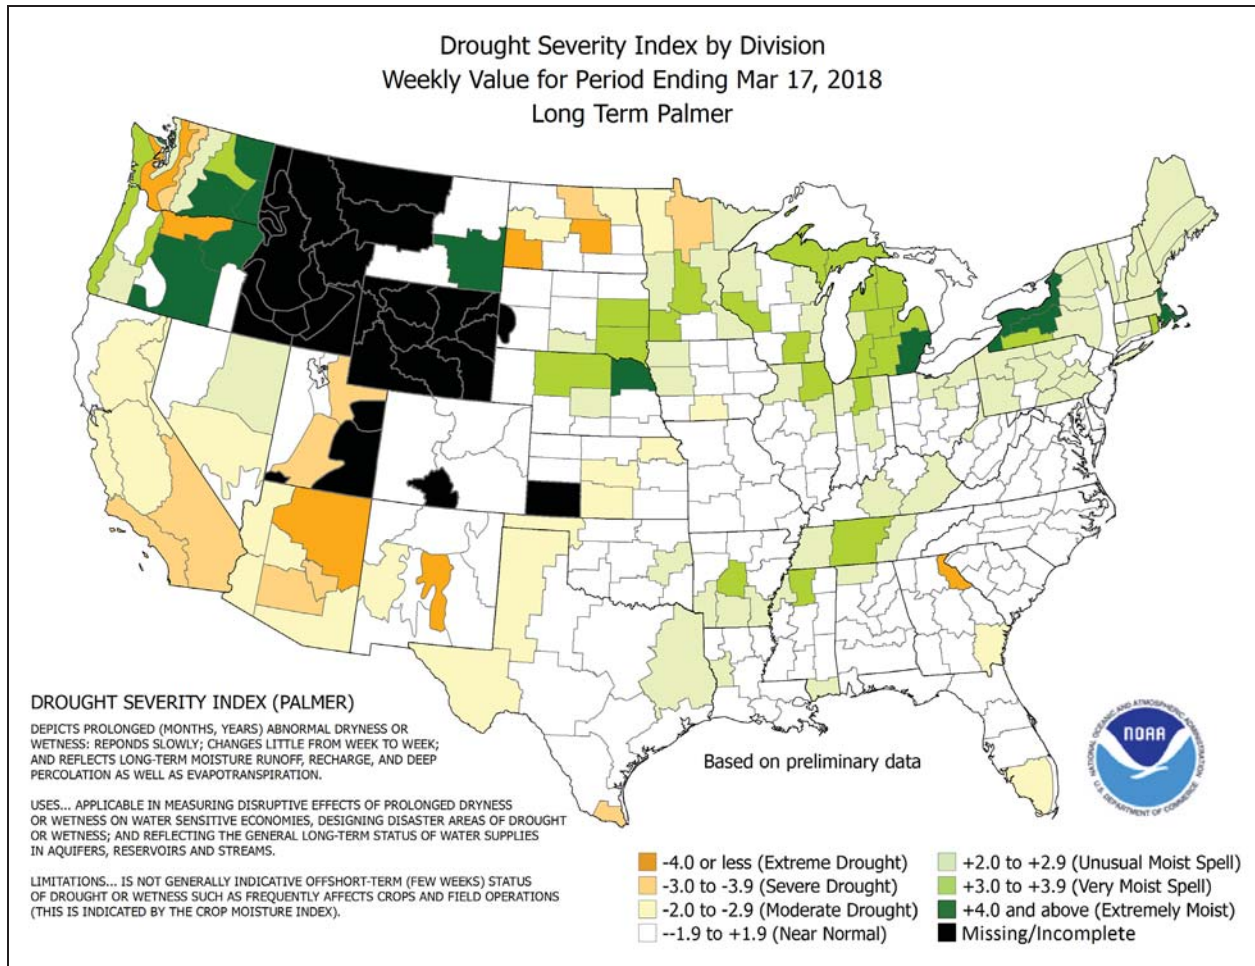 Drought Severity Index by Division
Weekly Value for Period Ending Mar 17, 2018
Long Term Palmer
DROUGHT SEVERITY INDEX (PALMER)
DEPICTS PROLONGED (MONTHS, YEARS) ABNORMAL DRYNESS OR
WETNESS: REPONDS SLOWLY; CHANGES LITTLE FROM WEEK TO WEEK;
AND REFLECTS LONG-TERM MOISTURE RUNOFF, RECHARGE, AND DEEP
PERCOLATION AS WELL AS EVAPOTRANSPIRATION.
USES... APPLICABLE IN MEASURING DISRUPTIVE EFFECTS OF PROLONGED DRYNESS
OR WETNESS ON WATER SENSITIVE ECONOMIES, DESIGNING DISASTER AREAS OF DROUGHT
OR WETNESS; AND REFLECTING THE GENERAL LONG-TERM STATUS OF WATER SUPPLIES
IN AQUIFERS, RESERVOIRS AND STREAMS.
LIMITATIONS... IS NOT GENERALLY INDICATIVE OFFSHORT-TERM (FEW WEEKS) STATUS
OF DROUGHT OR WETNESS SUCH AS FREQUENTLY AFFECTS CROPS AND FIELD OPERATIONS
(THIS IS INDICATED BY THE CROP MOISTURE INDEX).
Based on preliminary data
NATIONAL OCEANIC AND ATMOSPHERIC ADMINISTRATION
NOAA
U.S. DEPARTMENT OF COMMERCE
-4.0 or less (Extreme Drought)
-3.0 to -3.9 (Severe Drought)
-2.0 to -2.9 (Moderate Drought)
--1.9 to +1.9 (Near Normal)
+2.0 to +2.9 (Unusual Moist Spell)
+3.0 to +3.9 (Very Moist Spell)
+4.0 and above (Extremely Moist)
Missing/Incomplete